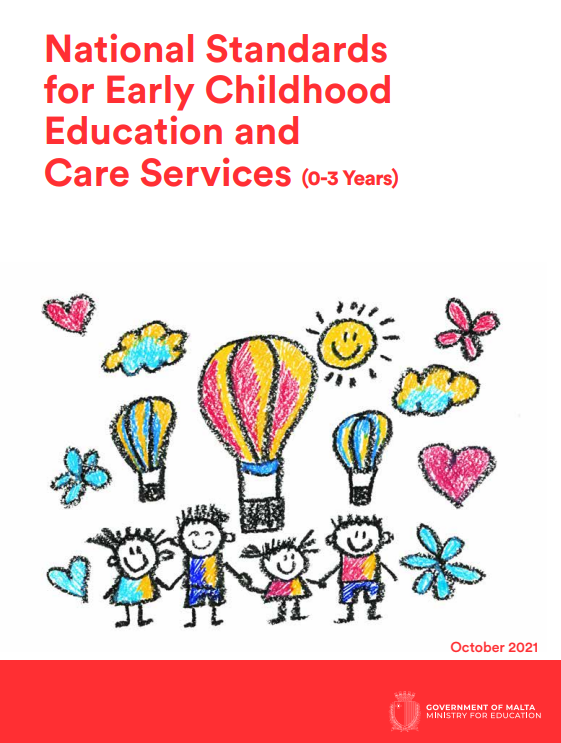 National Standards
for Early Childhood
Education and
Care Services (0-3 Years)
October 2021
GOVERNMENT OF MALTA
MINISTRY FOR EDUCATION